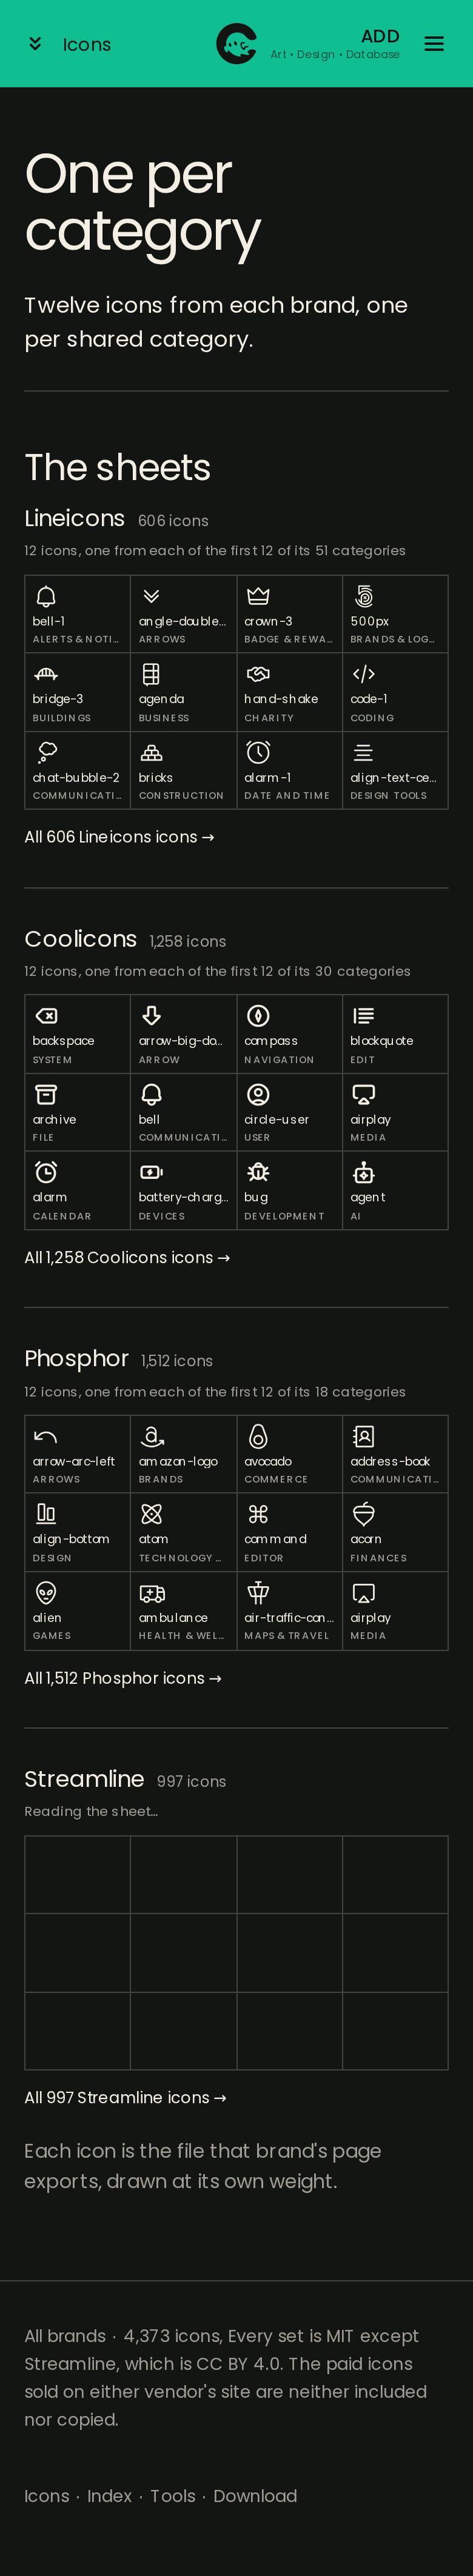 Icons
ADD
Art • Design • Database
One per
category
Twelve icons from each brand, one
per shared category.
The sheets
Lineicons 606 icons
12 icons, one from each of the first 12 of its 51 categories
bell-1 angle-double... crown-3 500px
ALERTS & NOTI... ARROWS BADGE & REWA... BRANDS & LOG...
bridge-3 agenda hand-shake code-1
BUILDINGS BUSINESS CHARITY CODING
chat-bubble-2 bricks alarm-1 align-text-ce...
COMMUNICATI... CONSTRUCTION DATE AND TIME DESIGN TOOLS
All 606 Lineicons icons →
Coolicons 1,258 icons
12 icons, one from each of the first 12 of its 30 categories
backspace arrow-big-do... compass blockquote
SYSTEM ARROW NAVIGATION EDIT
archive bell circle-user airplay
FILE COMMUNICATI... USER MEDIA
alarm battery-charg... bug agent
CALENDAR DEVICES DEVELOPMENT AI
All 1,258 Coolicons icons →
Phosphor 1,512 icons
12 icons, one from each of the first 12 of its 18 categories
arrow-arc-left amazon-logo avocado address-book
ARROWS BRANDS COMMERCE COMMUNICATI...
align-bottom atom command acorn
DESIGN TECHNOLOGY ... EDITOR FINANCES
alien ambulance air-traffic-con... airplay
GAMES HEALTH & WEL... MAPS & TRAVEL MEDIA
All 1,512 Phosphor icons →
Streamline 997 icons
Reading the sheet...
All 997 Streamline icons →
Each icon is the file that brand's page
exports, drawn at its own weight.
All brands · 4,373 icons, Every set is MIT except
Streamline, which is CC BY 4.0. The paid icons
sold on either vendor's site are neither included
nor copied.
Icons · Index · Tools · Download